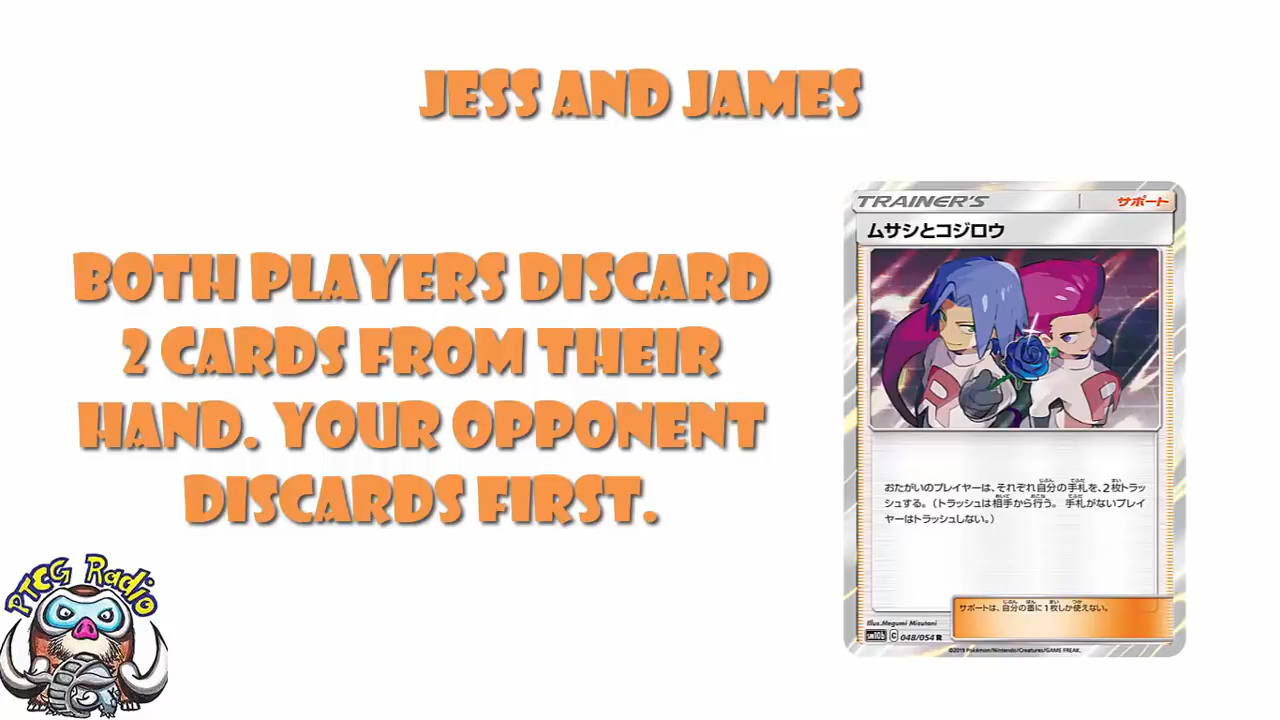 JESS AND JAMES
BOTH PLAYERS DISCARD
2 CARDS FROM THEIR
HAND. YOUR OPPONENT
DISCARDS FIRST.
TRAINER'S サポート
ムサシとコジロウ
おたがいのプレイヤーは、それぞれ自分の手札を、2枚トラッ
シュする。(トラッシュは相手から行う。手札がないプレイ
ヤーはトラッシュしない。)
サポートは、自分の番に1枚しか使えない。
Illus.Megumi Mizutani
sm10b C 048/054 R
©2019 Pokémon/Nintendo/Creatures/GAME FREAK.
PTCG Radio